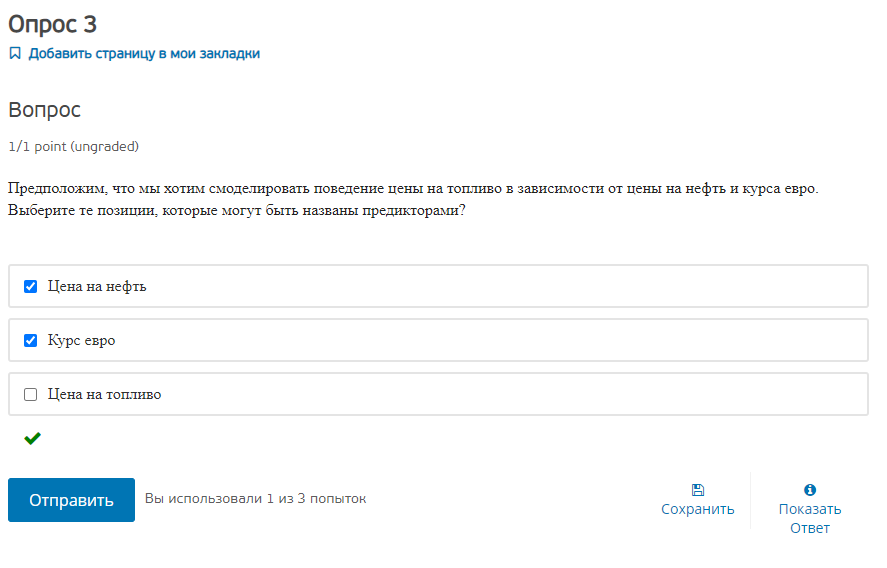 Опрос 3
Добавить страницу в мои закладки
Вопрос
1/1 point (ungraded)
Предположим, что мы хотим смоделировать поведение цены на топливо в зависимости от цены на нефть и курса евро.
Выберите те позиции, которые могут быть названы предикторами?
Цена на нефть
Курс евро
Цена на топливо
Отправить
Вы использовали 1 из 3 попыток
Сохранить
Показать
Ответ